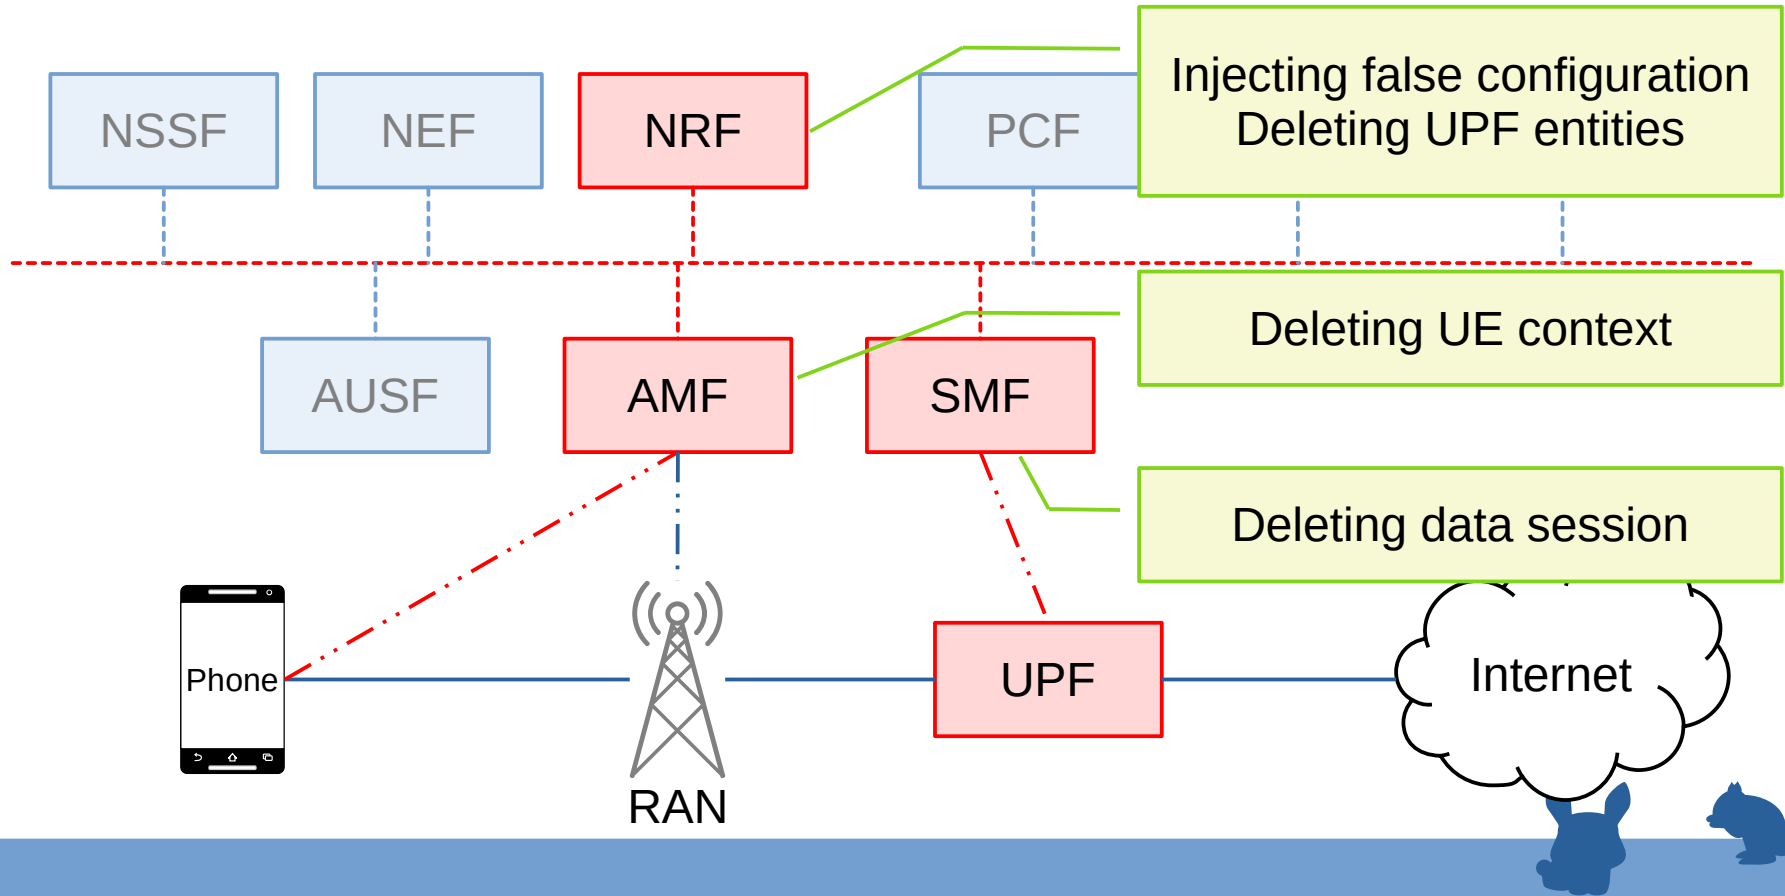 NSSF
NEF
NRF
PCF
Injecting false configuration
Deleting UPF entities
Deleting UE context
AUSF
AMF
SMF
Deleting data session
Phone
UPF
Internet
RAN